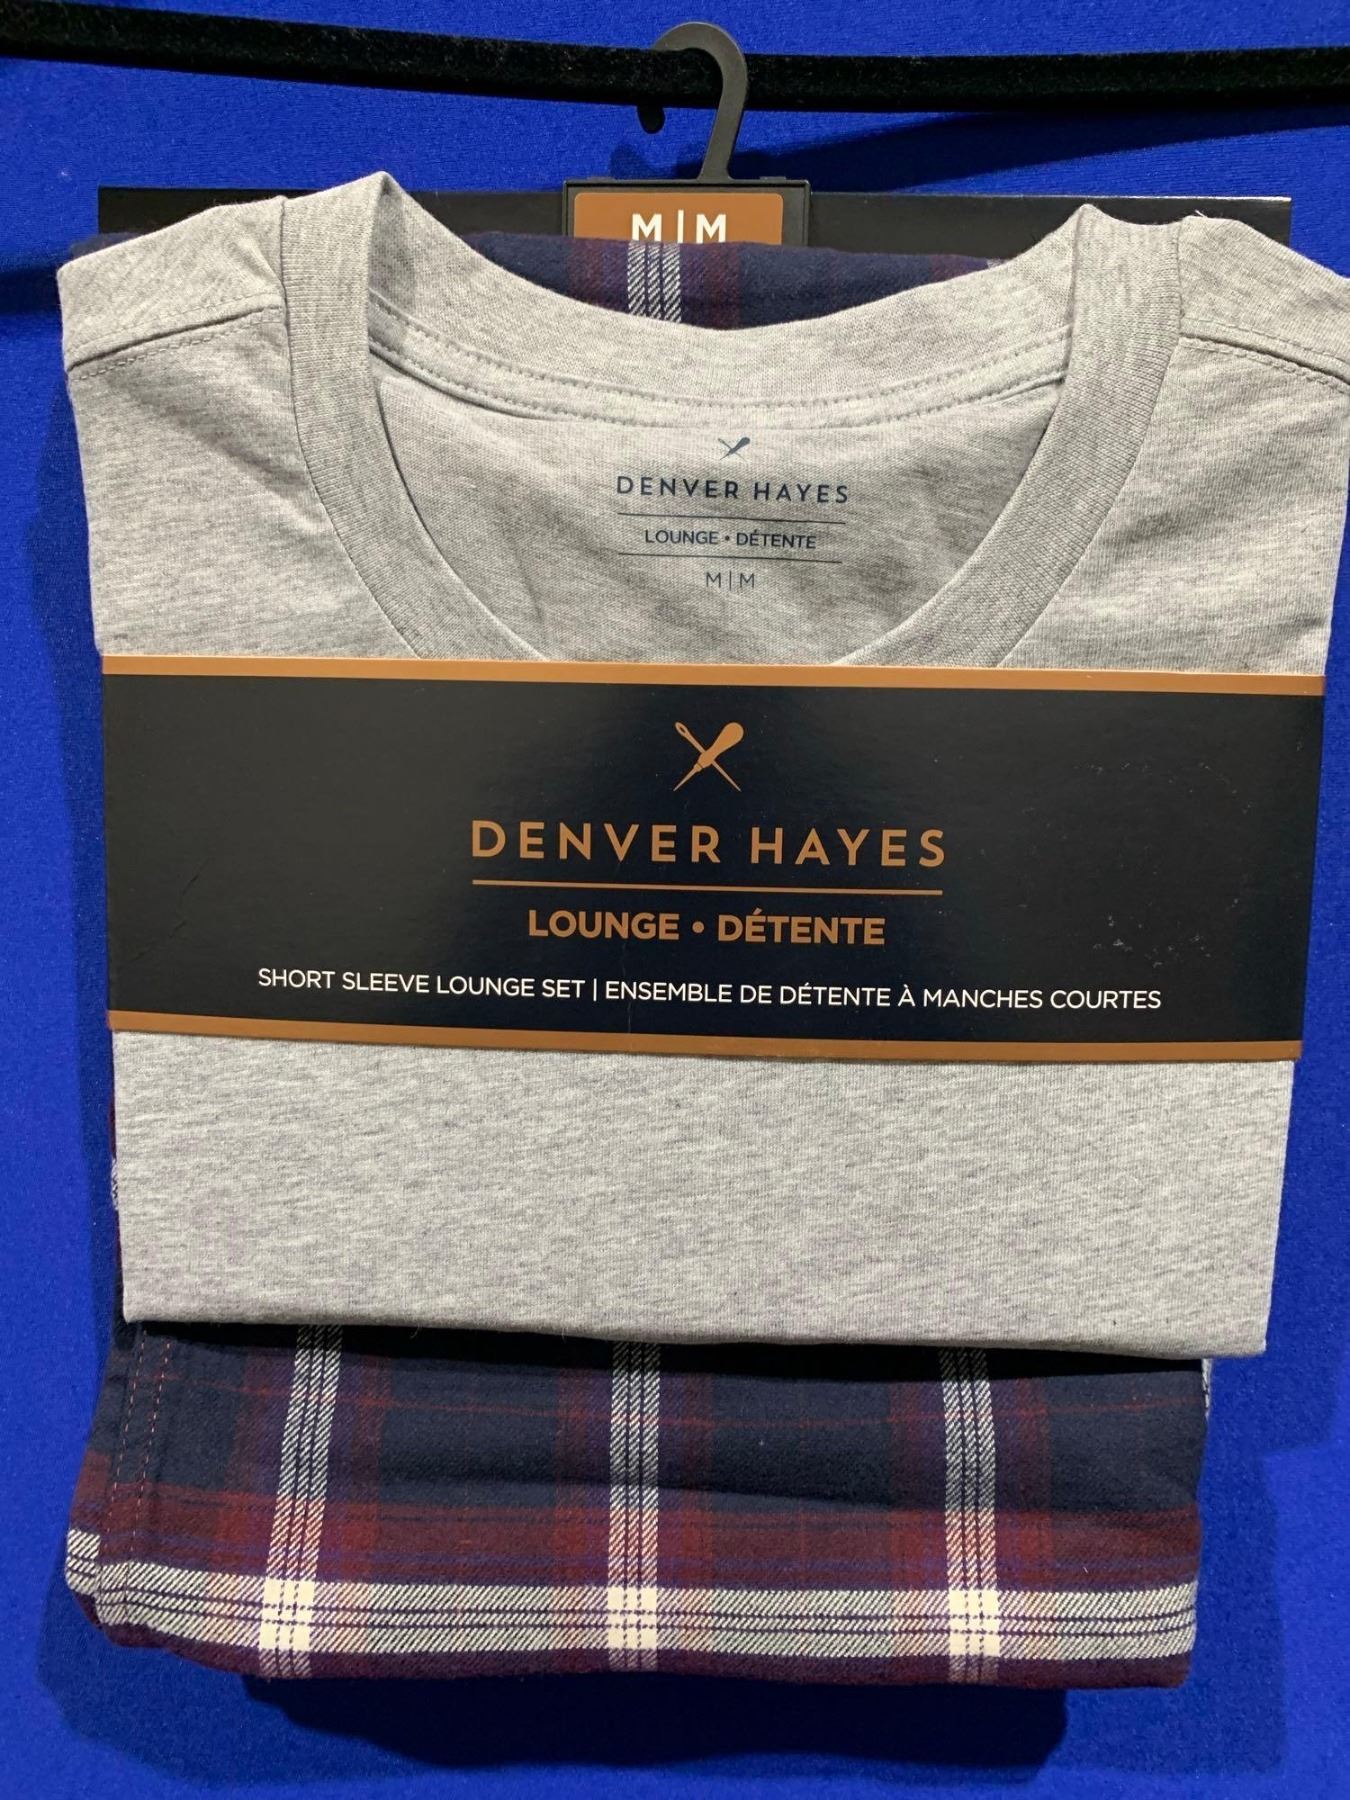 M|M
DENVER HAYES
LOUNGE • DÉTENTE
M|M
DENVER HAYES
LOUNGE • DÉTENTE
SHORT SLEEVE LOUNGE SET | ENSEMBLE DE DÉTENTE À MANCHES COURTES